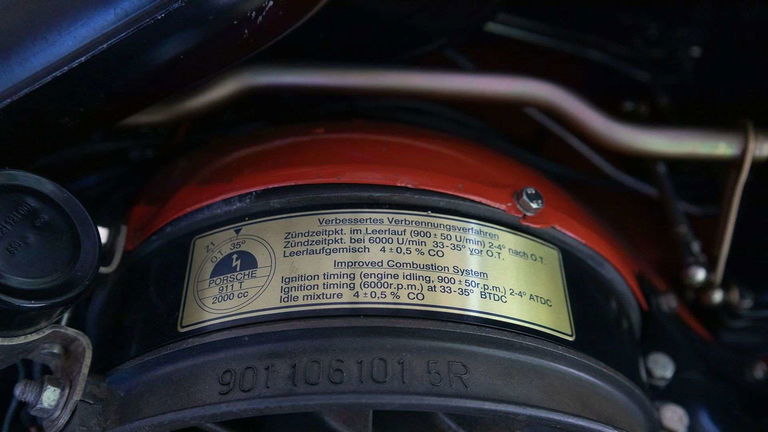 Z1 O.T. 35°
PORSCHE
911 T
2000 cc
Verbessertes Verbrennungsverfahren
Zündzeitpkt. im Leerlauf (900 ± 50 U/min) 2-4° nach O.T.
Zündzeitpkt. bei 6000 U/min 33-35° vor O.T.
Leerlaufgemisch 4 ± 0,5 % CO
Improved Combustion System
Ignition timing (engine idling, 900 ± 50 r.p.m.) 2-4° ATDC
Ignition timing (6000 r.p.m.) at 33-35° BTDC
Idle mixture 4 ± 0,5 % CO
901 106 101 5R